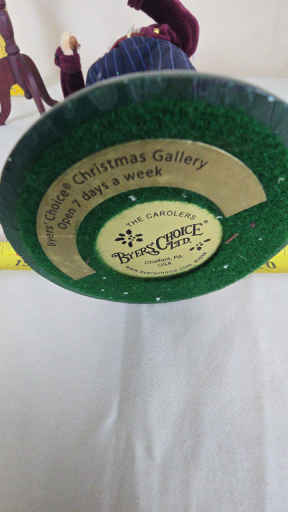 Byers' Choice® Christmas Gallery
Open 7 days a week
THE CAROLERS®
BYERS' CHOICE
LTD.
Chalfont, PA
USA